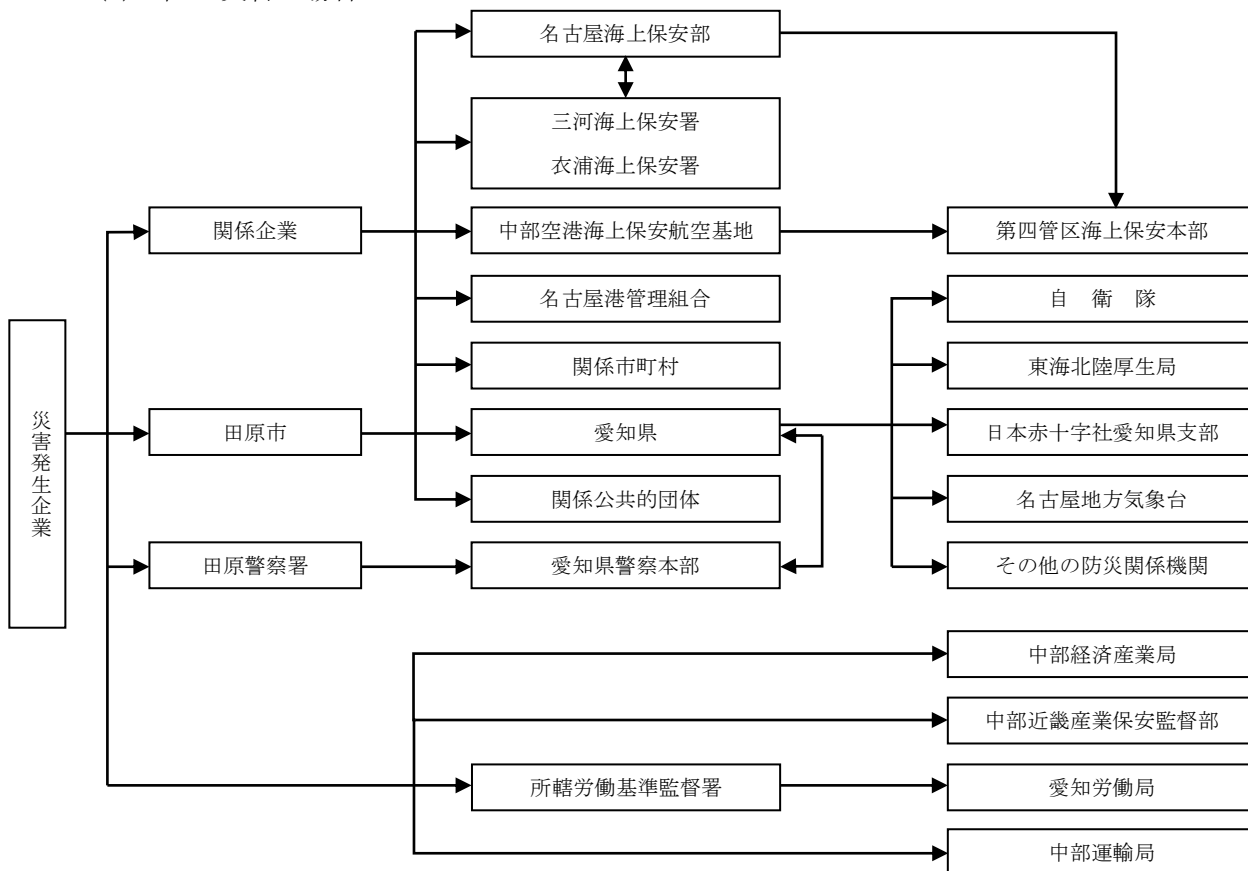 名古屋海上保安部
三河海上保安署
衣浦海上保安署
関係企業
中部空港海上保安航空基地
第四管区海上保安本部
名古屋港管理組合
自 衛 隊
関係市町村
東海北陸厚生局
災害発生企業
田原市
愛知県
日本赤十字社愛知県支部
関係公共的団体
名古屋地方気象台
田原警察署
愛知県警察本部
その他の防災関係機関
中部経済産業局
中部近畿産業保安監督部
所轄労働基準監督署
愛知労働局
中部運輸局